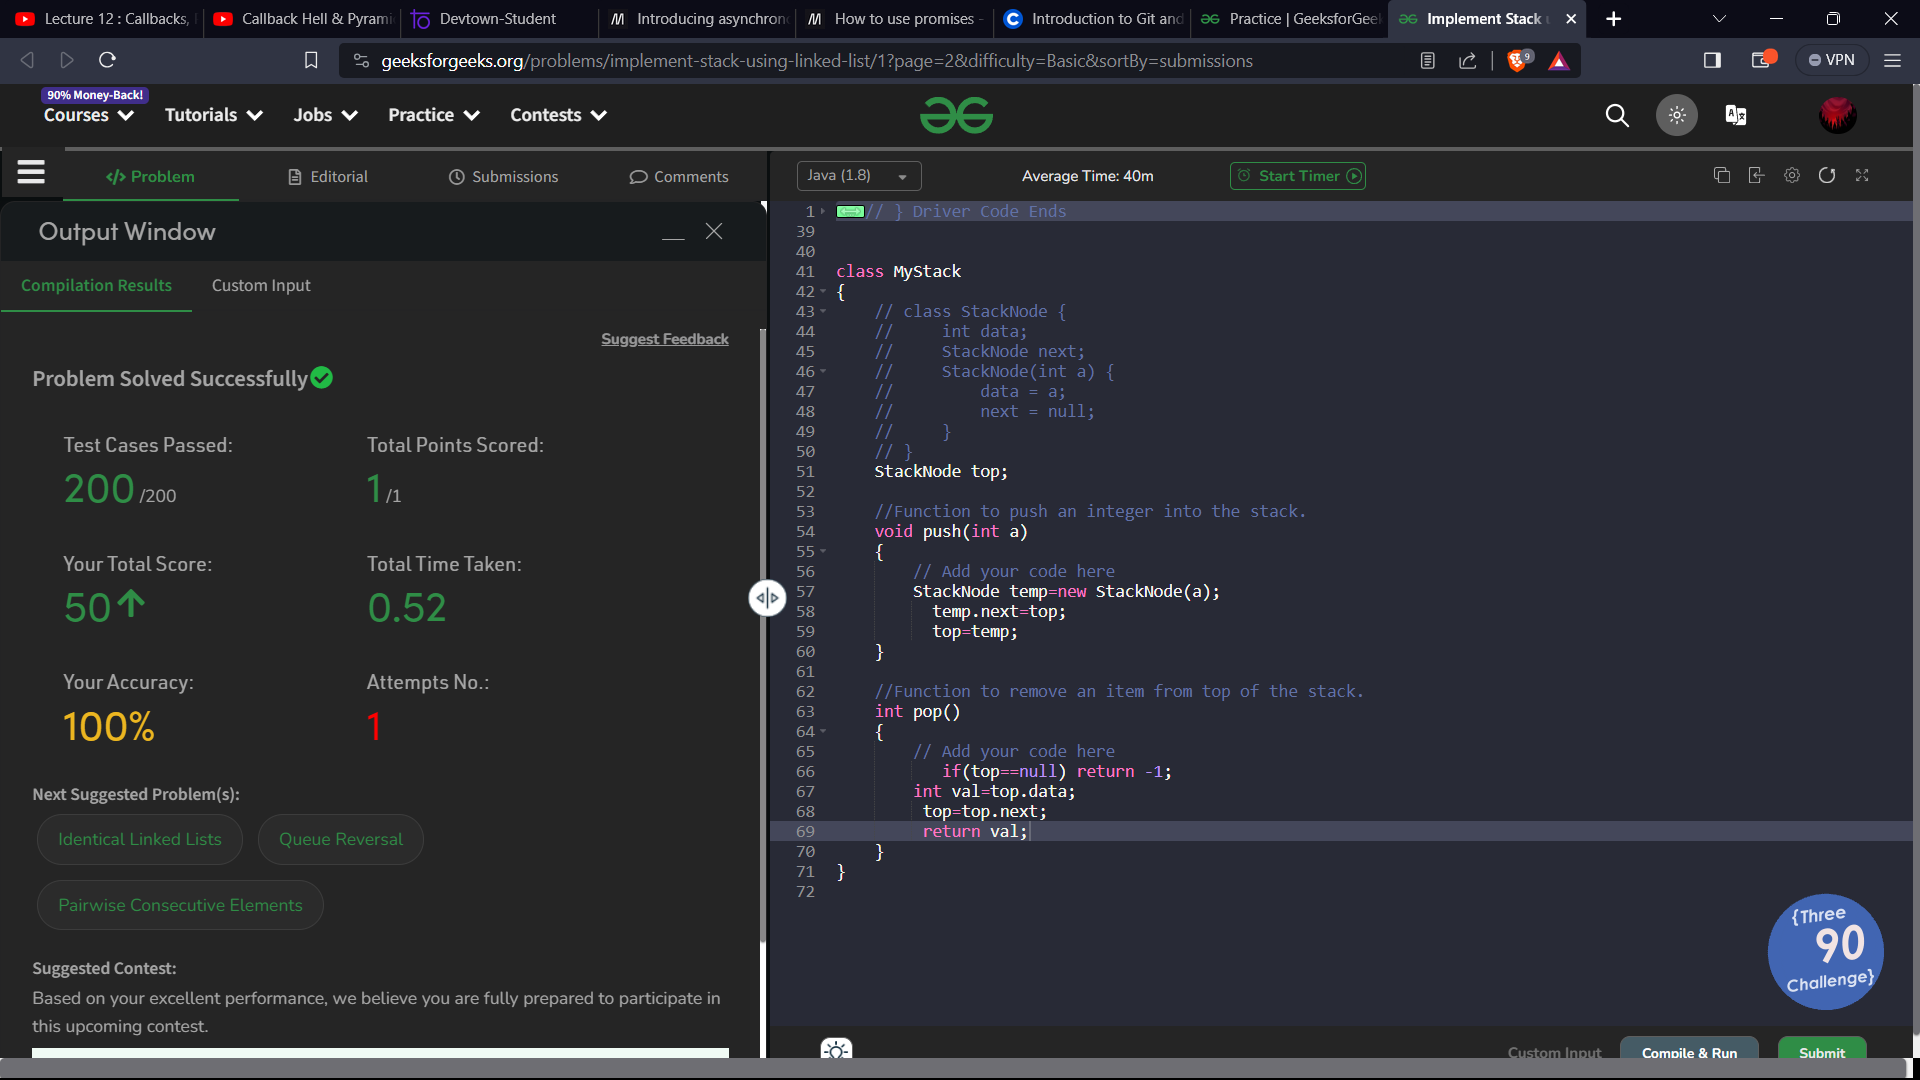 Lecture 12 : Callbacks,
Callback Hell & Pyrami
Devtown-Student
Introducing asynchron
How to use promises -
Introduction to Git and
Practice | GeeksforGee
Implement Stack u
geeksforgeeks.org/problems/implement-stack-using-linked-list/1?page=2&difficulty=Basic&sortBy=submissions
9
VPN
90% Money-Back!
Courses
Tutorials
Jobs
Practice
Contests
</> Problem
Editorial
Submissions
Comments
Java (1.8)
Average Time: 40m
Start Timer
Output Window
Compilation Results
Custom Input
Suggest Feedback
Problem Solved Successfully
Test Cases Passed:
200 /200
Total Points Scored:
1 /1
Your Total Score:
50
Total Time Taken:
0.52
Your Accuracy:
100%
Attempts No.:
1
Next Suggested Problem(s):
Identical Linked Lists
Queue Reversal
Pairwise Consecutive Elements
Suggested Contest:
Based on your excellent performance, we believe you are fully prepared to participate in
this upcoming contest.
1 // } Driver Code Ends
39
40
41 class MyStack
42 {
43 // class StackNode {
44 // int data;
45 // StackNode next;
46 // StackNode(int a) {
47 // data = a;
48 // next = null;
49 // }
50 // }
51 StackNode top;
52
53 //Function to push an integer into the stack.
54 void push(int a)
55 {
56 // Add your code here
57 StackNode temp=new StackNode(a);
58 temp.next=top;
59 top=temp;
60 }
61
62 //Function to remove an item from top of the stack.
63 int pop()
64 {
65 // Add your code here
66 if(top==null) return -1;
67 int val=top.data;
68 top=top.next;
69 return val;
70 }
71 }
72
{Three
90
Challenge}
Custom Input
Compile & Run
Submit